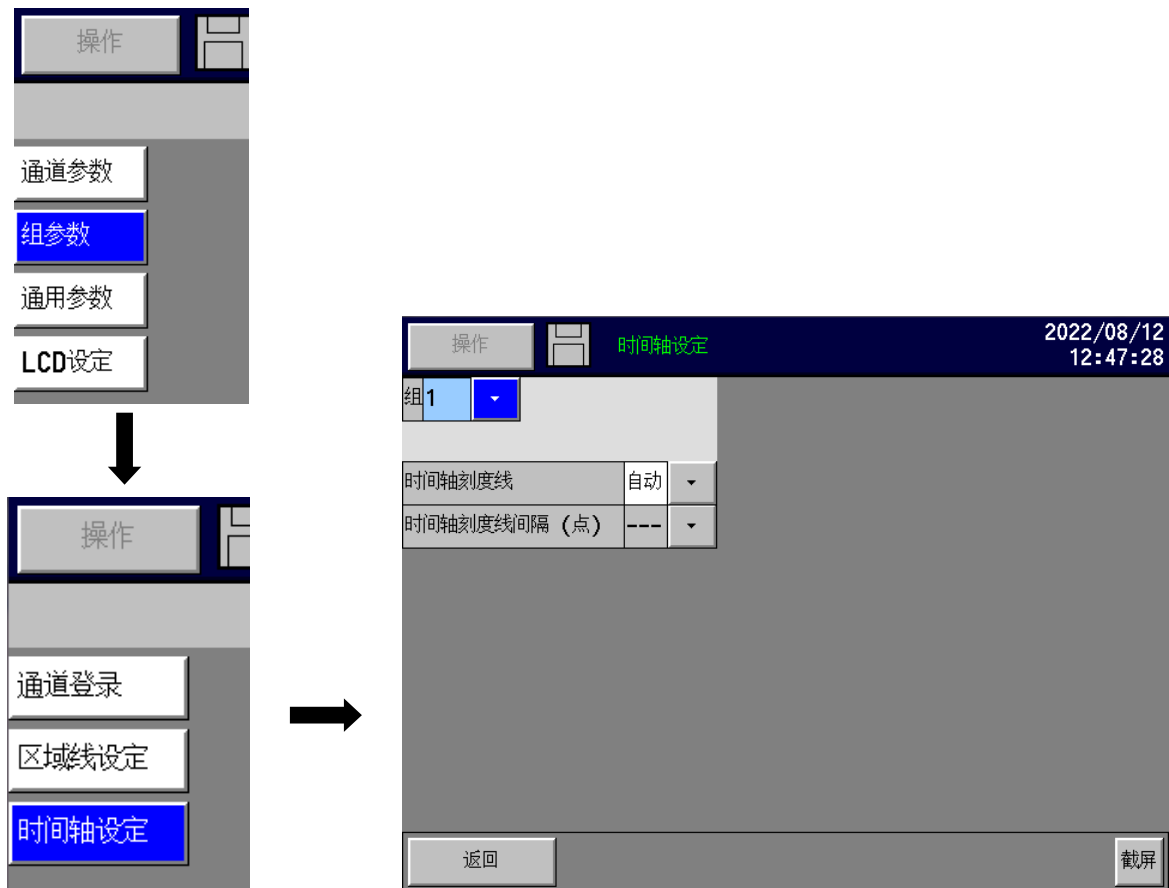 操作
通道参数
组参数
通用参数
LCD设定
操作
通道登录
区域线设定
时间轴设定
操作 时间轴设定 2022/08/12
12:47:28
组 1
时间轴刻度线 自动
时间轴刻度线间隔 (点) ---
返回 截屏